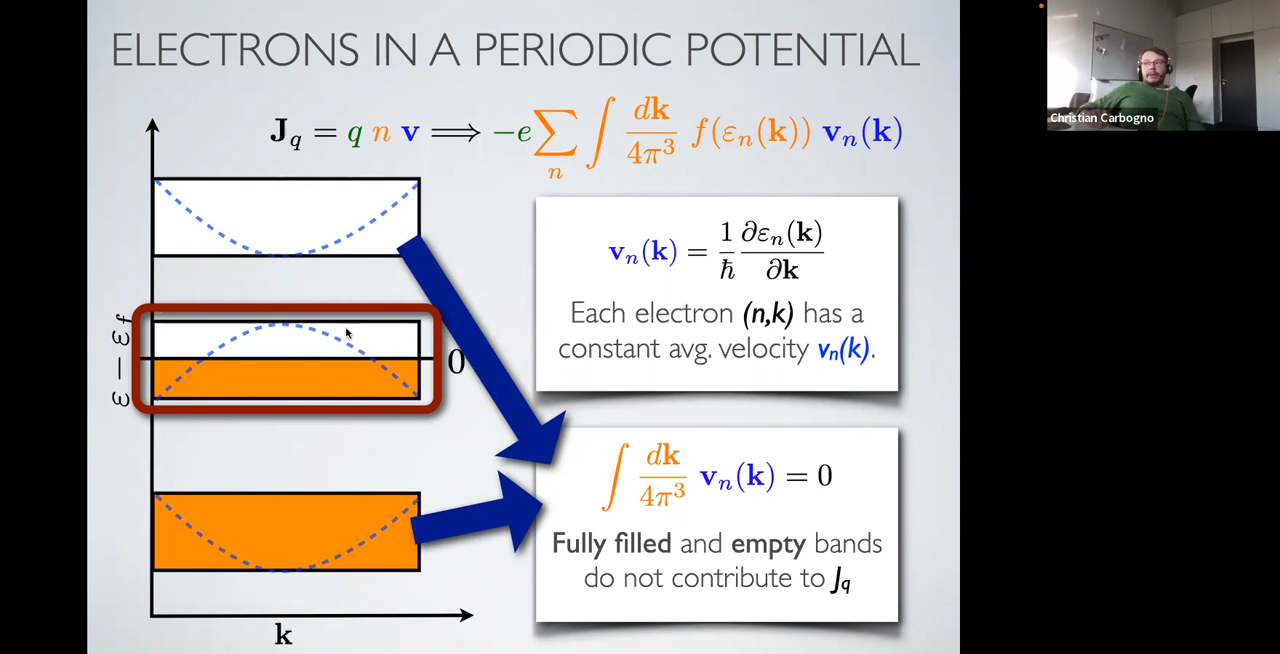 ELECTRONS IN A PERIODIC POTENTIAL
J_q = q n v ⟹ −e ∑_n ∫ dk/4π³ f(ε_n(k)) v_n(k)
v_n(k) = 1/ħ ∂ε_n(k)/∂k
Each electron (n,k) has a
constant avg. velocity v_n(k).
ε − ε_f
0
∫ dk/4π³ v_n(k) = 0
Fully filled and empty bands
do not contribute to J_q
k
Christian Carbogno